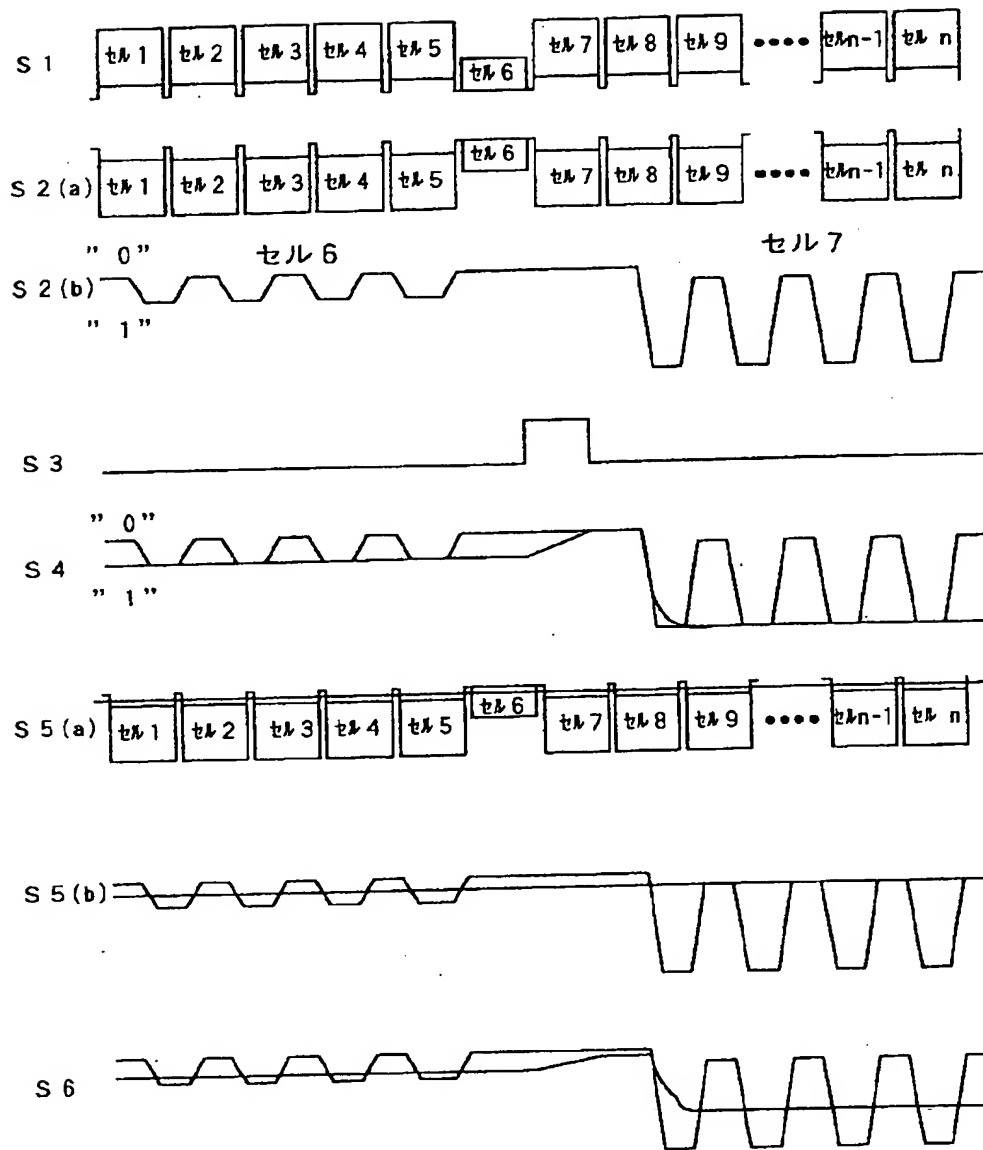 S 1 セル1 セル2 セル3 セル4 セル5 セル6 セル7 セル8 セル9 •••• セルn-1 セル n
S 2 (a) セル1 セル2 セル3 セル4 セル5 セル6 セル7 セル8 セル9 •••• セルn-1 セル n
" 0 " セル 6 セル 7
S 2 (b)
" 1 "
S 3
" 0 "
S 4
" 1 "
S 5 (a) セル1 セル2 セル3 セル4 セル5 セル6 セル7 セル8 セル9 •••• セルn-1 セル n
S 5 (b)
S 6